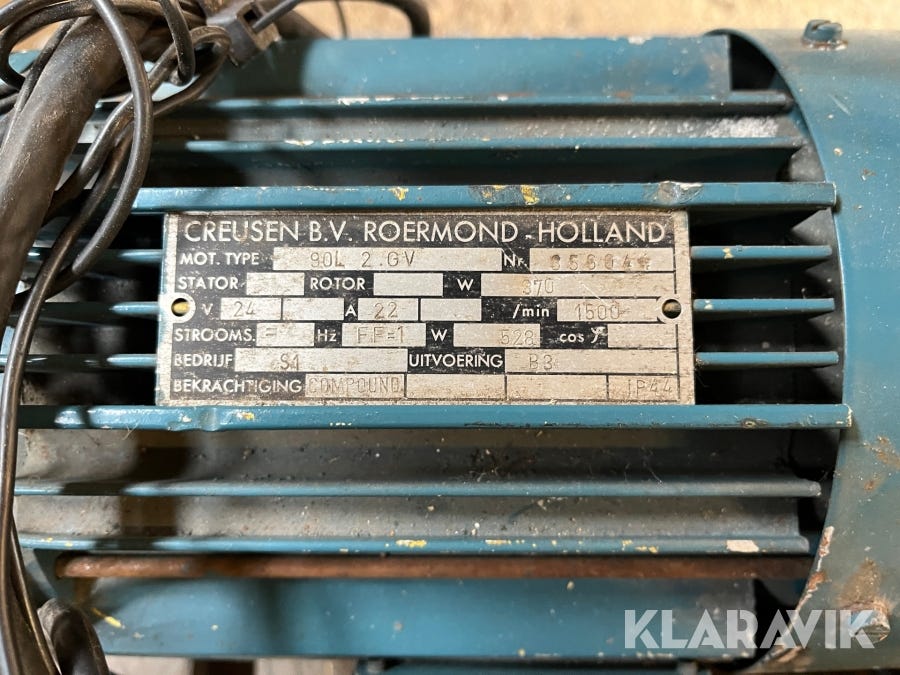 CREUSEN B.V. ROERMOND - HOLLAND
MOT. TYPE 90L 2.GV Nr.
STATOR ROTOR W 370
V 24 A 22 /min 1500
STROOMS. = Hz FF=1 W 528 cos φ
BEDRIJF S1 UITVOERING B3
BEKRACHTIGING COMPOUND IP44
KLARAVIK